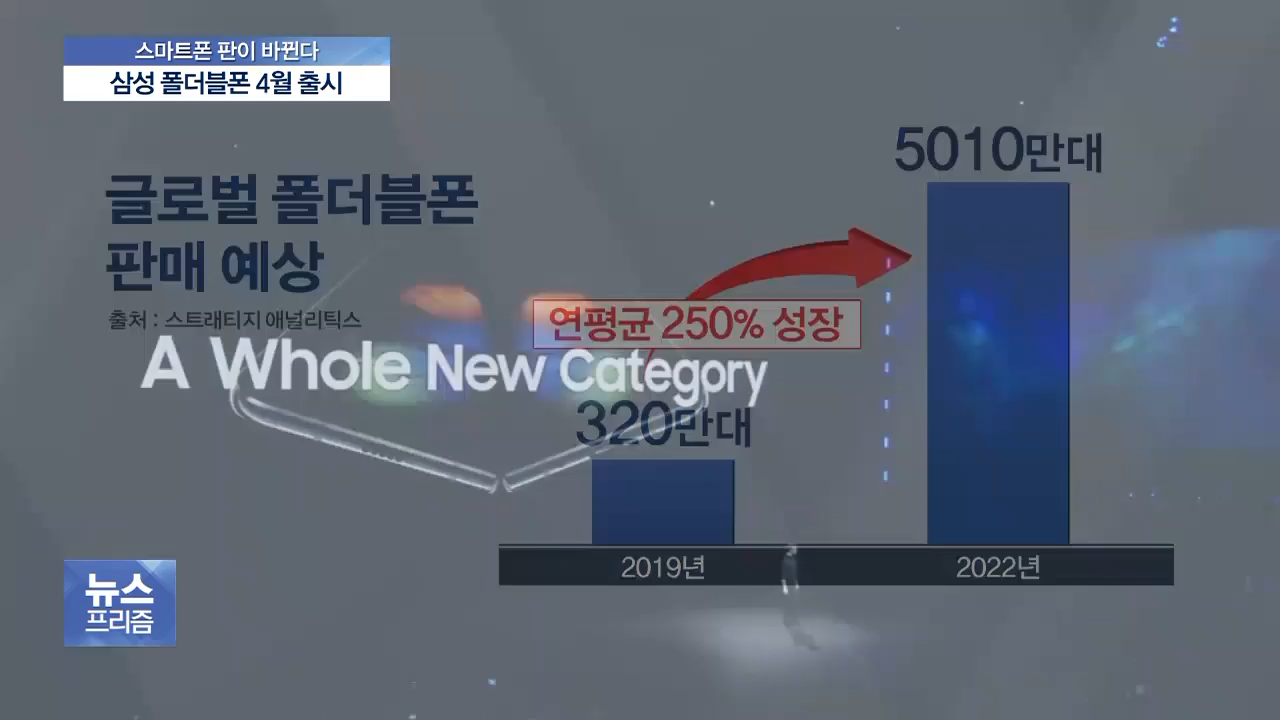 스마트폰 판이 바뀐다
삼성 폴더블폰 4월 출시
글로벌 폴더블폰
판매 예상
출처 : 스트래티지 애널리틱스
A Whole New Category
5010만대
연평균 250% 성장
320만대
2019년
2022년
뉴스
프리즘